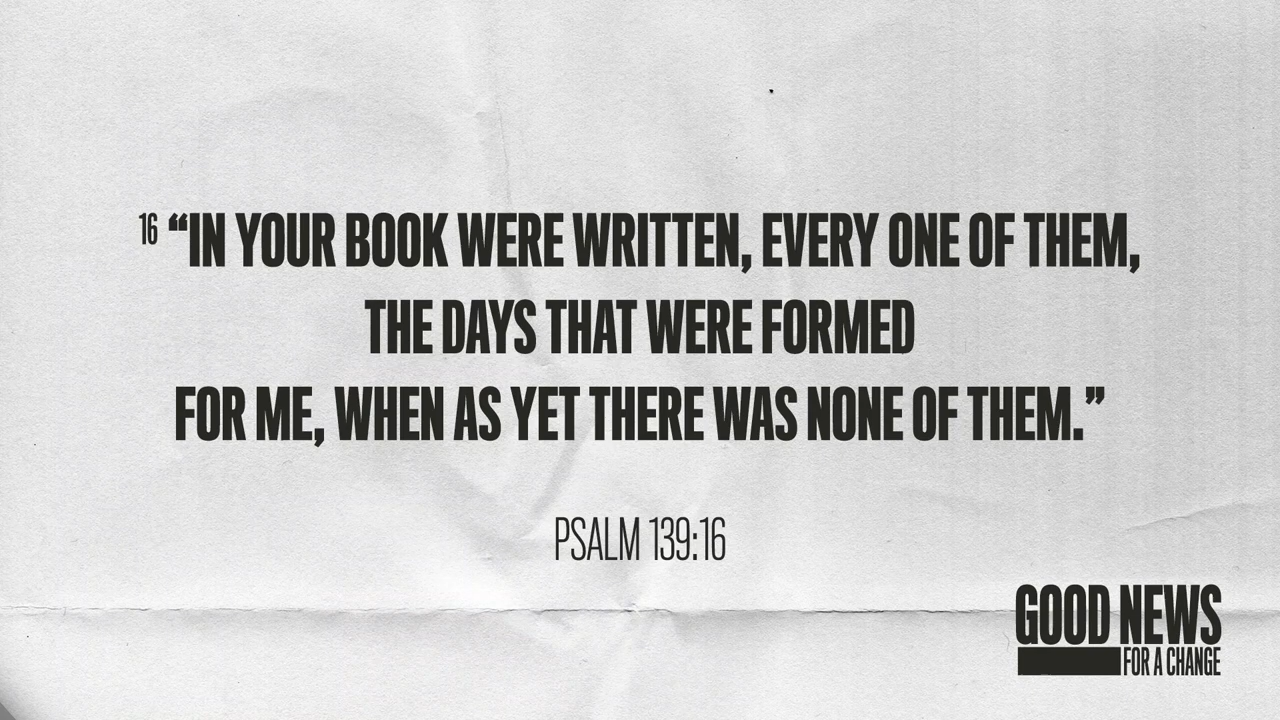 16 “IN YOUR BOOK WERE WRITTEN, EVERY ONE OF THEM,
THE DAYS THAT WERE FORMED
FOR ME, WHEN AS YET THERE WAS NONE OF THEM.”
PSALM 139:16
GOOD NEWS
FOR A CHANGE